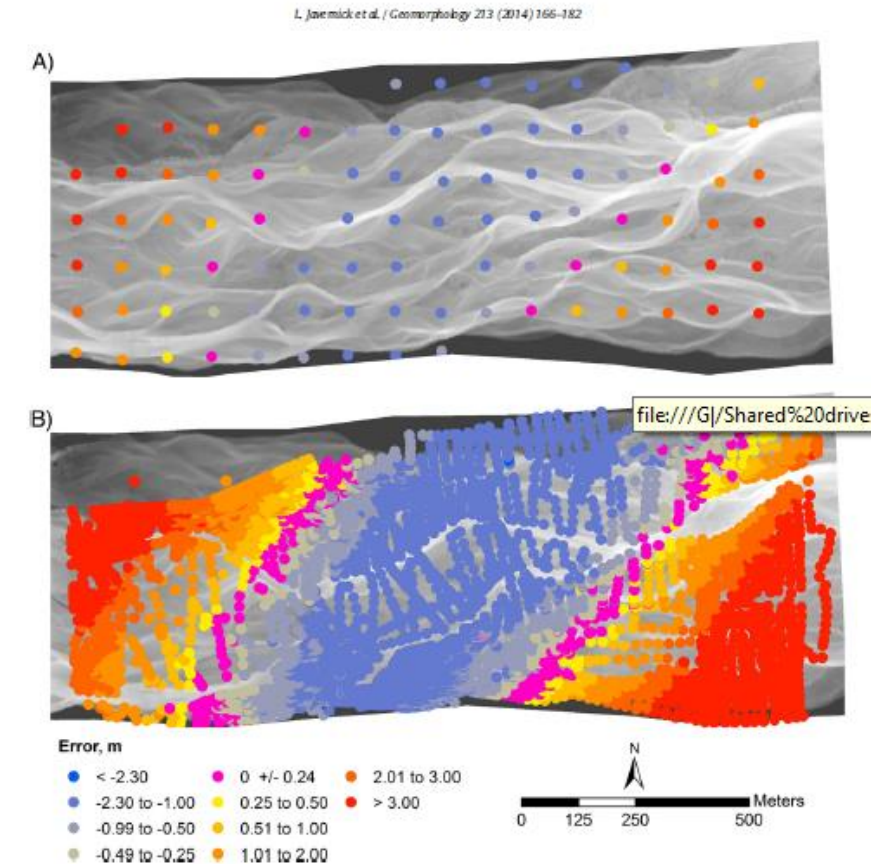 L. Javernick et al. / Geomorphology 213 (2014) 166–182
A)
B)
file:///G|/Shared%20drive
Error, m
< -2.30
-2.30 to -1.00
-0.99 to -0.50
-0.49 to -0.25
0 +/- 0.24
0.25 to 0.50
0.51 to 1.00
1.01 to 2.00
2.01 to 3.00
> 3.00
N
Meters
0 125 250 500